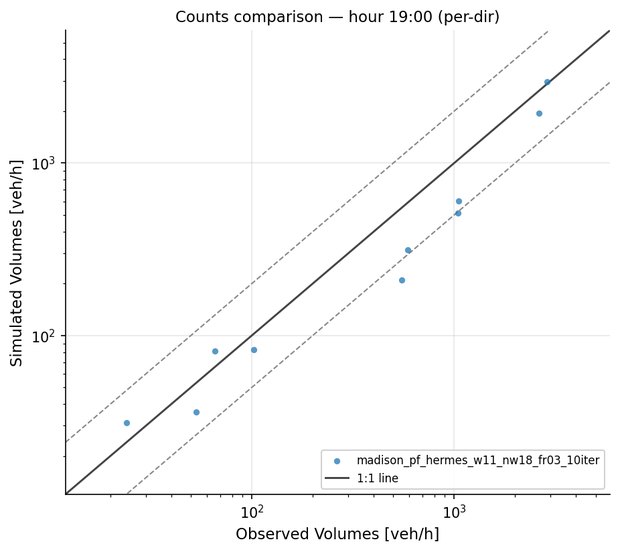 Counts comparison — hour 19:00 (per-dir)
Simulated Volumes [veh/h]
10³
10²
10²
10³
madison_pf_hermes_w11_nw18_fr03_10iter
1:1 line
Observed Volumes [veh/h]